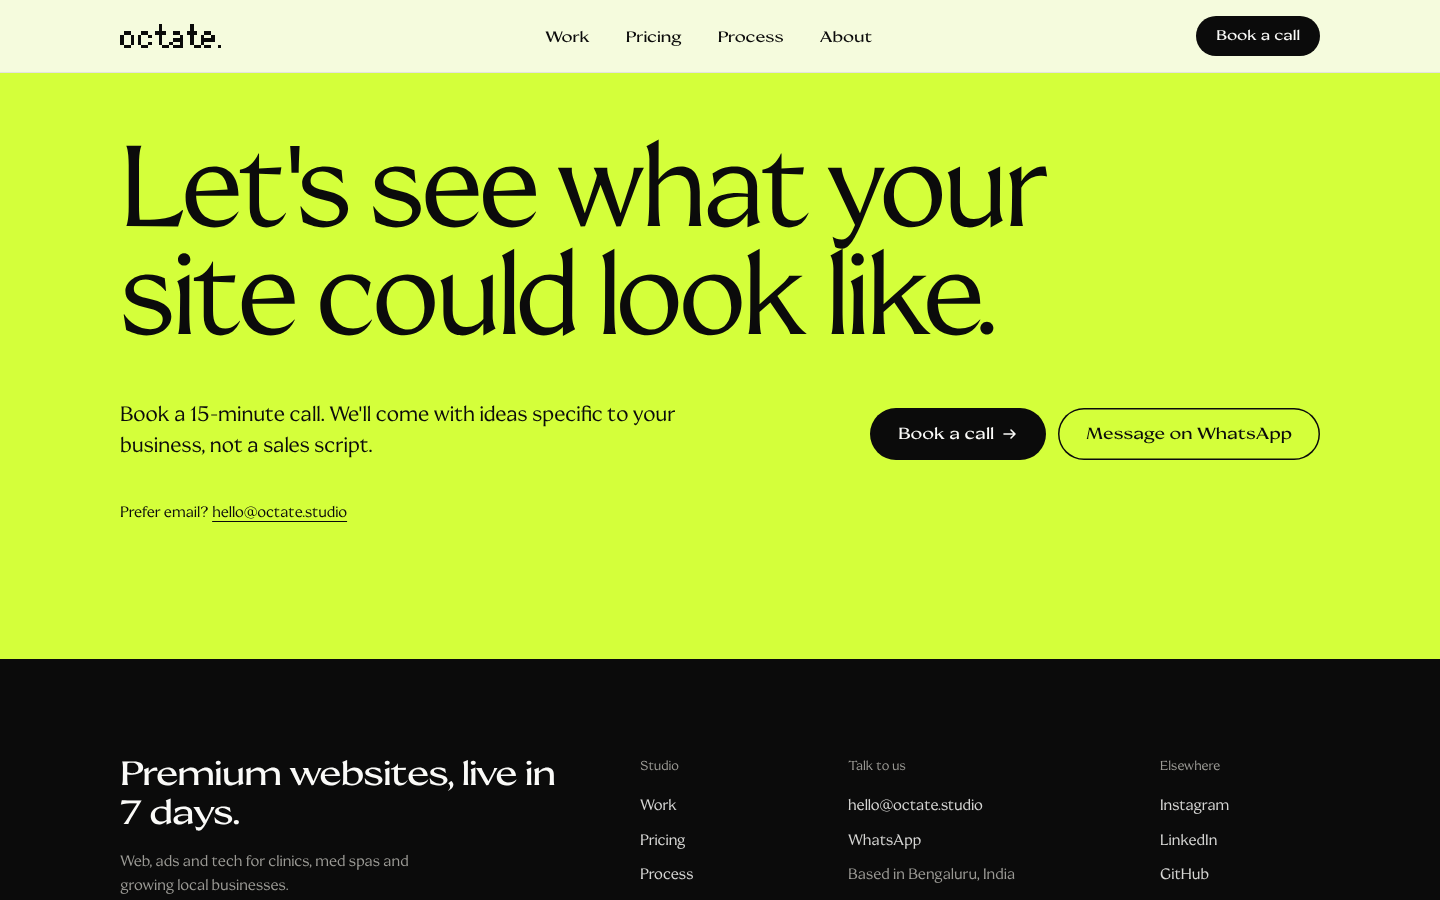 octate.
Work Pricing Process About
Book a call
Let's see what your
site could look like.
Book a 15-minute call. We'll come with ideas specific to your
business, not a sales script.
Book a call →
Message on WhatsApp
Prefer email? hello@octate.studio
Premium websites, live in
7 days.
Web, ads and tech for clinics, med spas and
growing local businesses.
Studio
Work
Pricing
Process
Talk to us
hello@octate.studio
WhatsApp
Based in Bengaluru, India
Elsewhere
Instagram
LinkedIn
GitHub